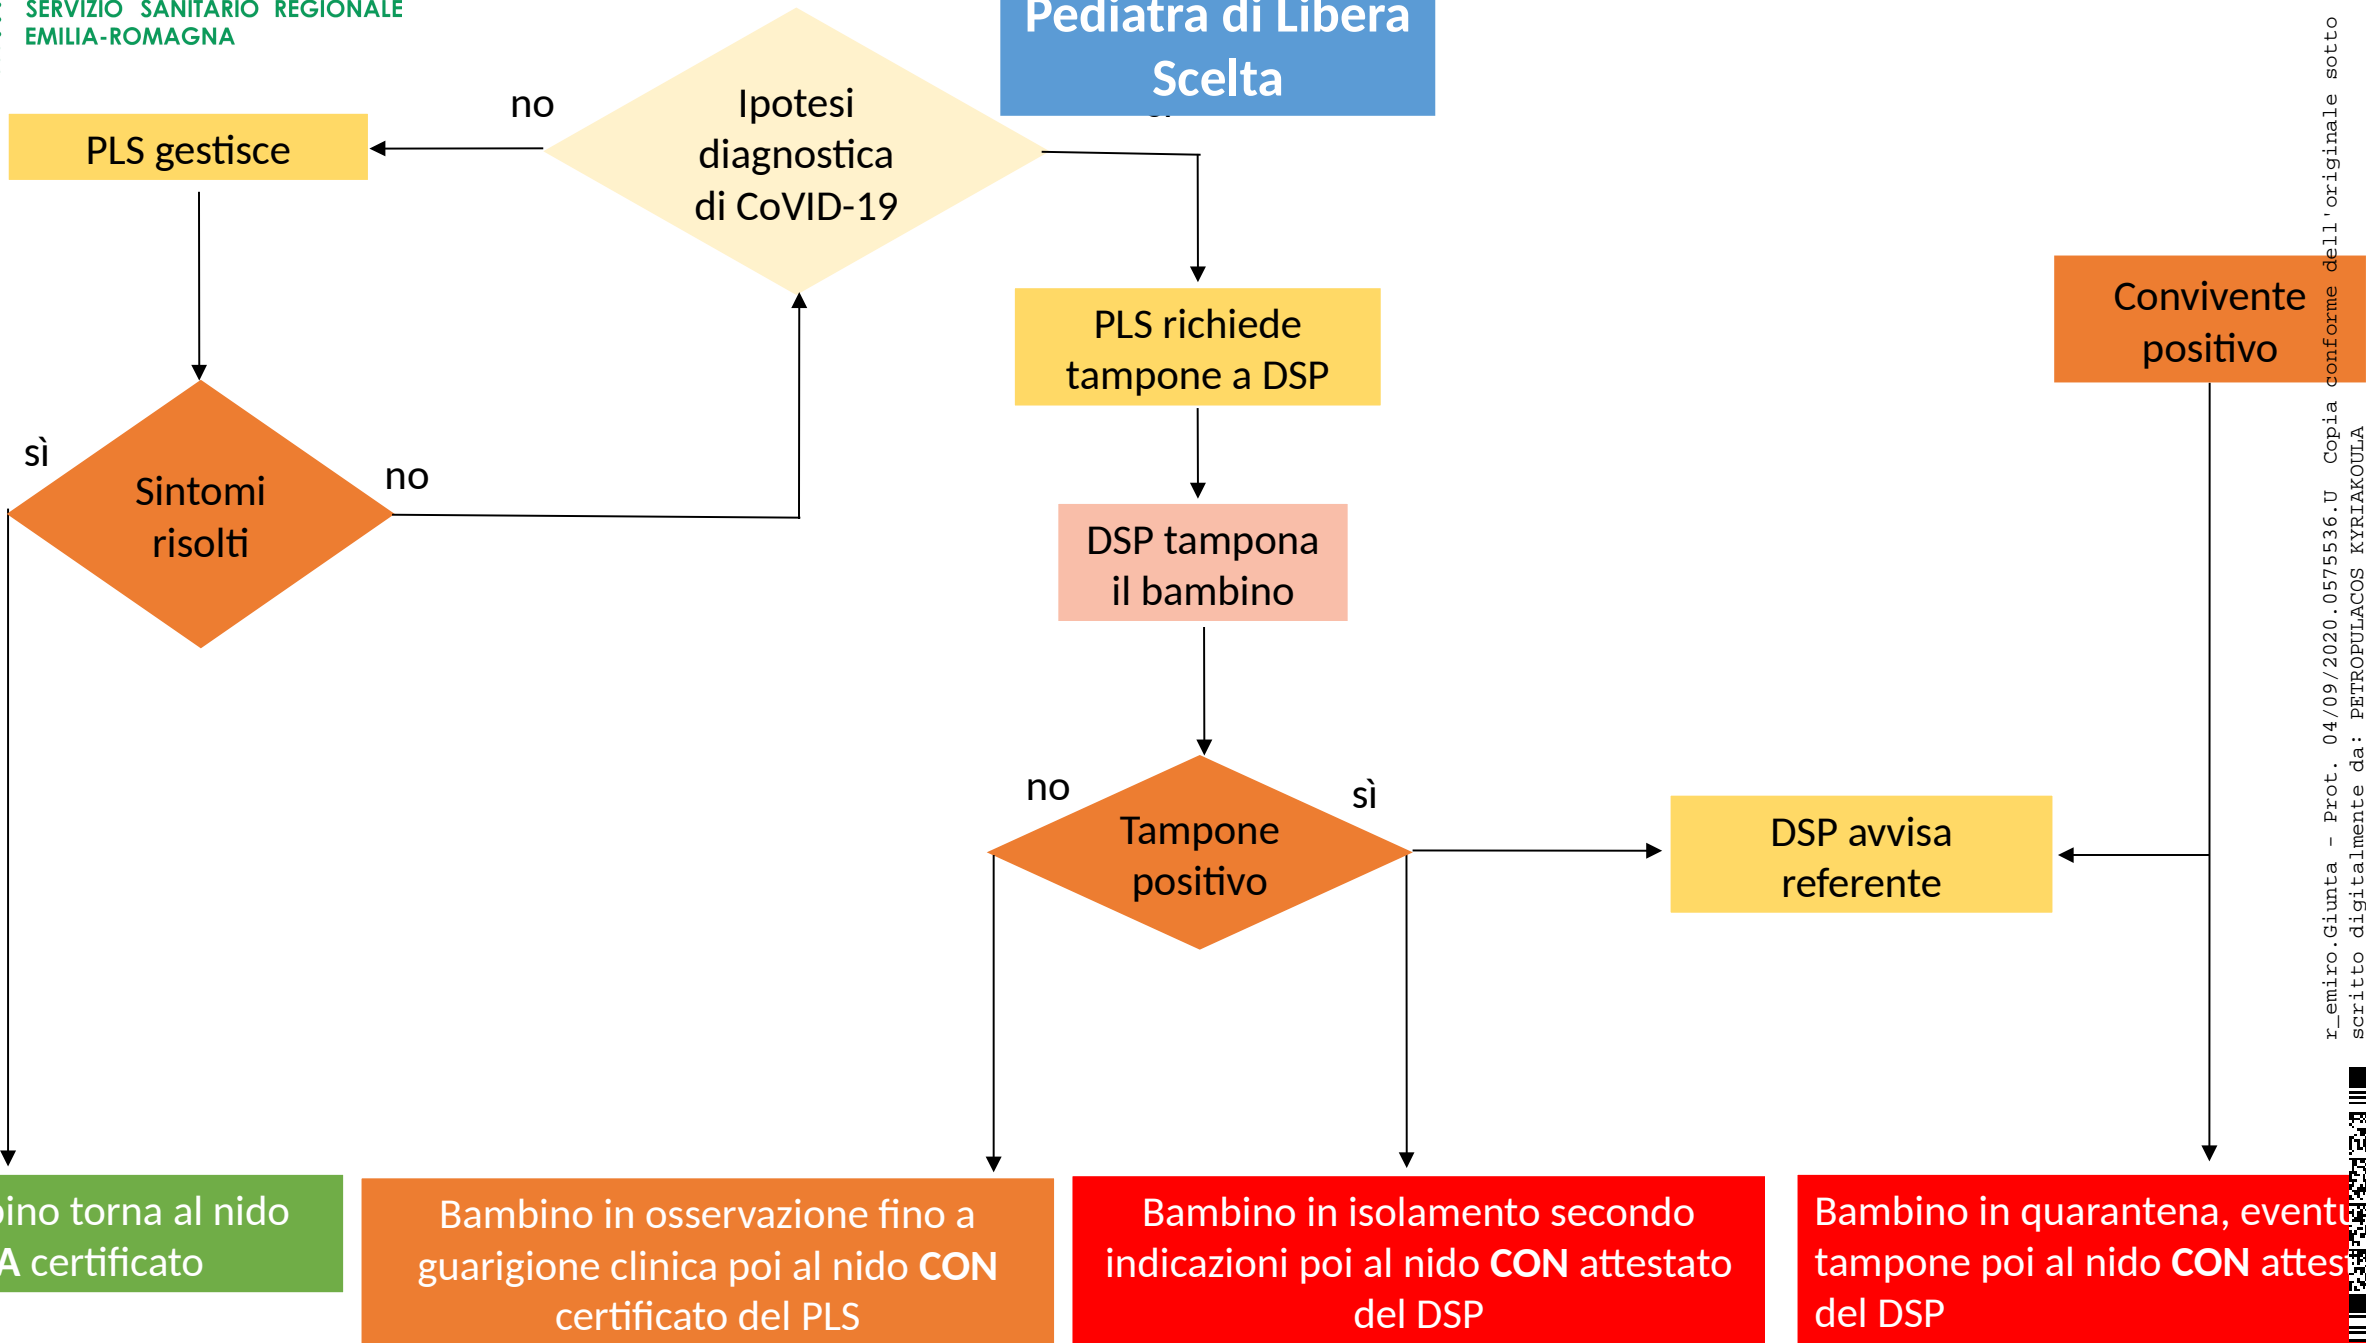 SERVIZIO SANITARIO REGIONALE
EMILIA-ROMAGNA
Pediatra di Libera
Scelta
no
Ipotesi
diagnostica
di CoVID-19
PLS gestisce
PLS richiede
tampone a DSP
Convivente
positivo
sì
Sintomi
risolti
no
DSP tampona
il bambino
no
sì
Tampone
positivo
DSP avvisa
referente
certificato
torna al nido
Bambino in osservazione fino a
guarigione clinica poi al nido CON
certificato del PLS
Bambino in isolamento secondo
indicazioni poi al nido CON attestato
del DSP
Bambino in quarantena,
tampone poi al nido CON
del DSP
r_emiro.Giunta - Prot. 04/09/2020.0575536.U Copia conforme dell'originale sotto
scritto digitalmente da: PETROPULACOS KYRIAKOULA